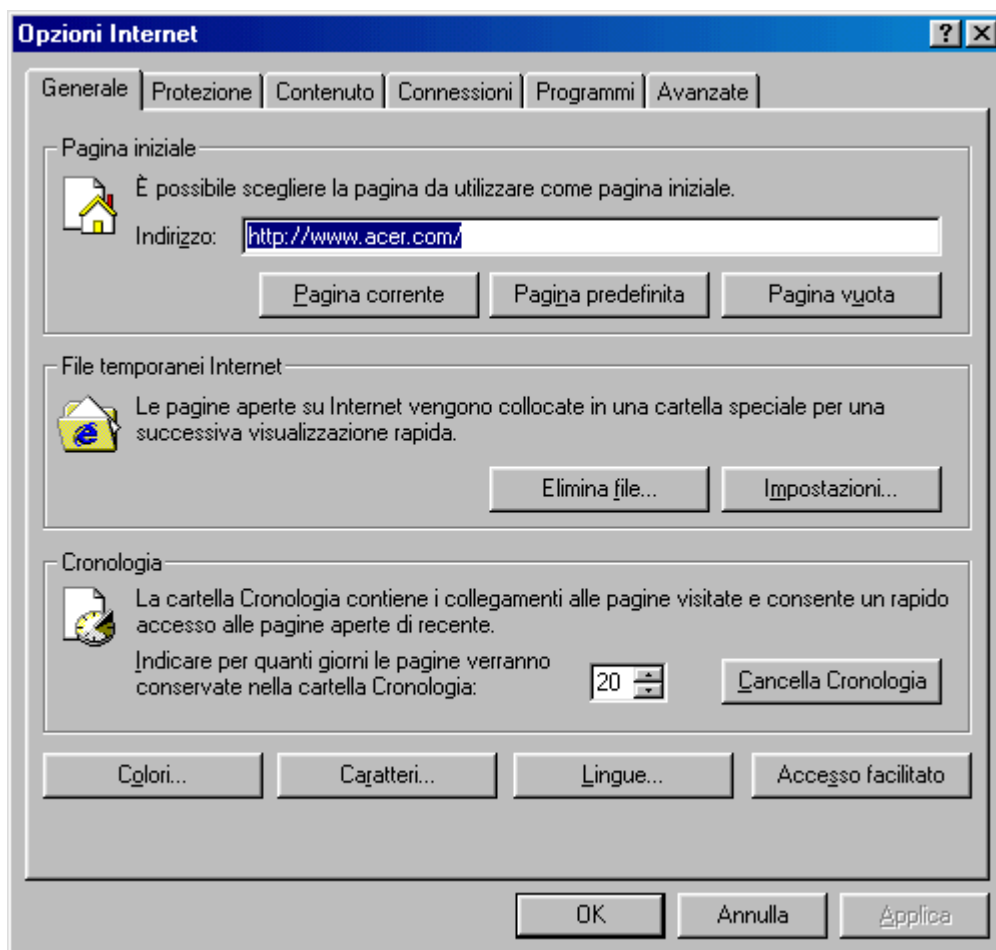 Opzioni Internet
Generale Protezione Contenuto Connessioni Programmi Avanzate
Pagina iniziale
È possibile scegliere la pagina da utilizzare come pagina iniziale.
Indirizzo: http://www.acer.com/
Pagina corrente Pagina predefinita Pagina vuota
File temporanei Internet
Le pagine aperte su Internet vengono collocate in una cartella speciale per una
successiva visualizzazione rapida.
Elimina file... Impostazioni...
Cronologia
La cartella Cronologia contiene i collegamenti alle pagine visitate e consente un rapido
accesso alle pagine aperte di recente.
Indicare per quanti giorni le pagine verranno
conservate nella cartella Cronologia: 20 Cancella Cronologia
Colori... Caratteri... Lingue... Accesso facilitato
OK Annulla Applica